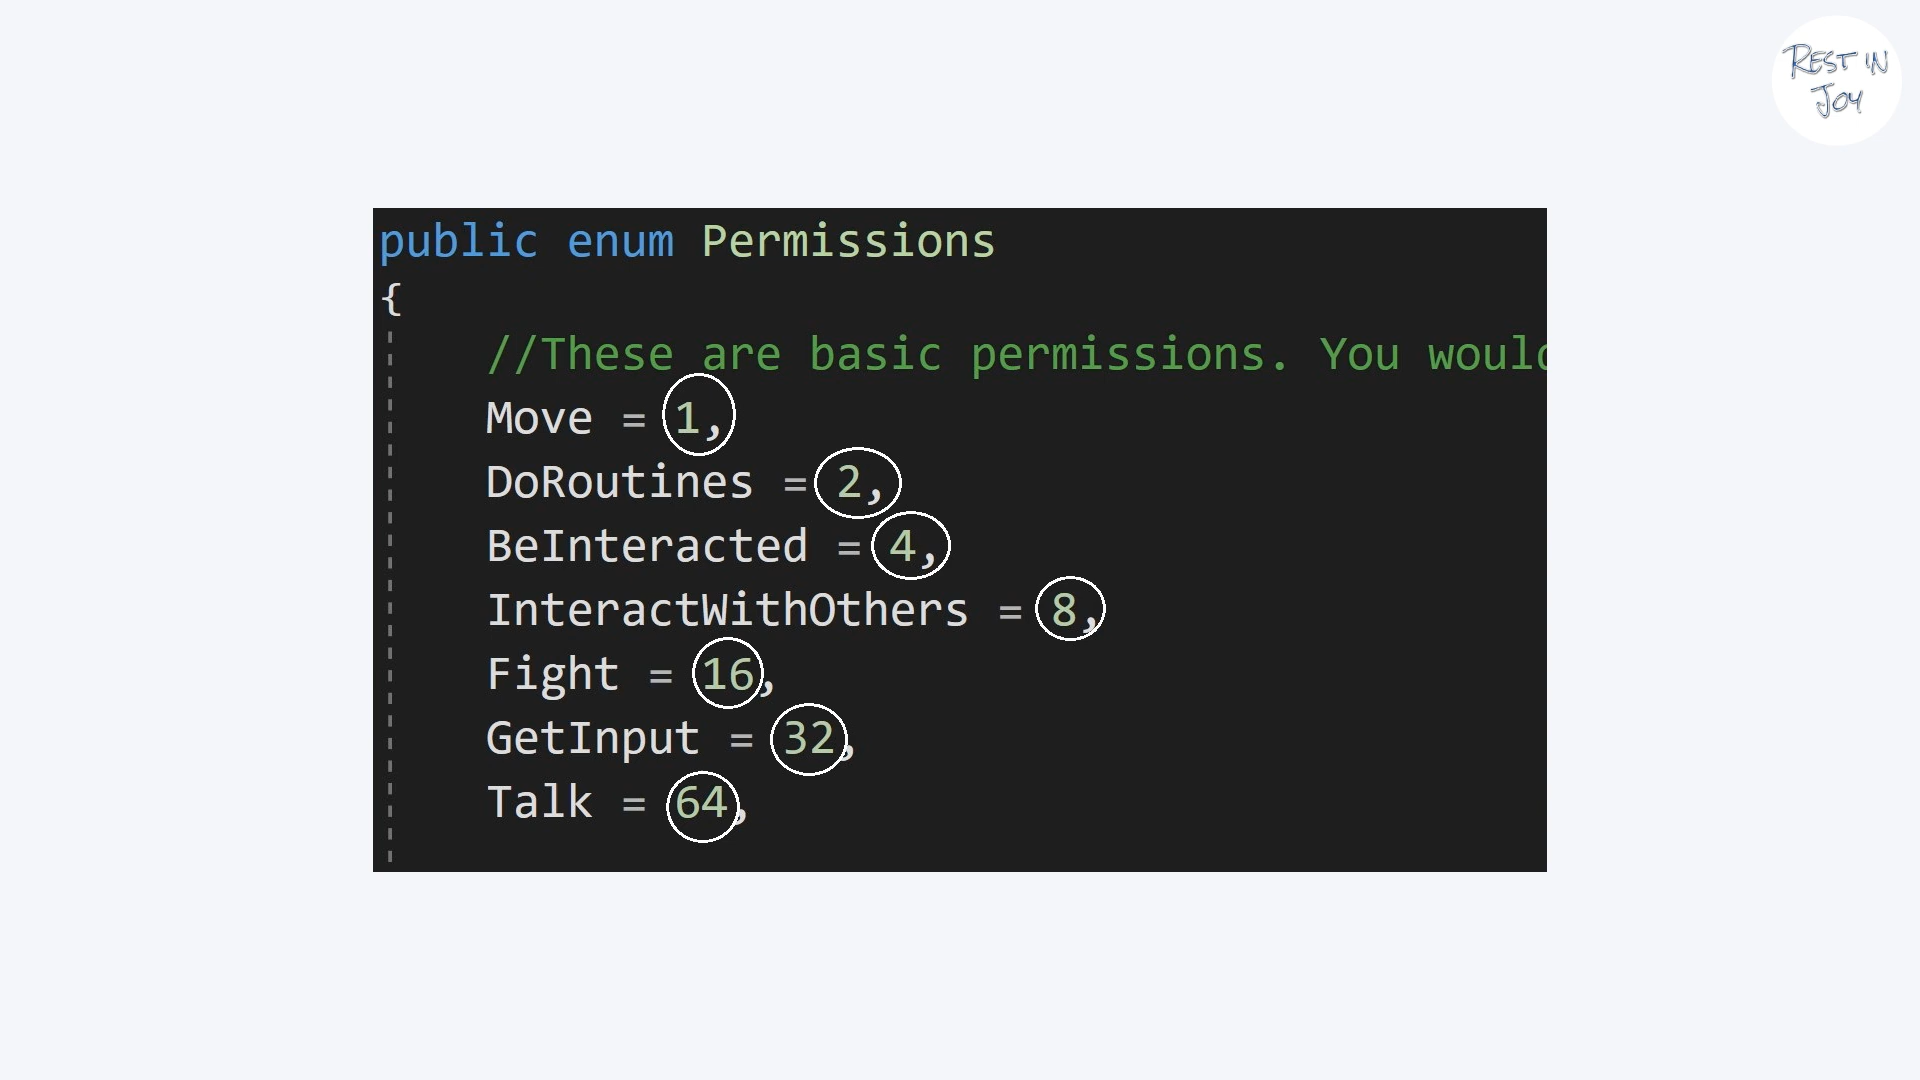 REST IN
JOY
public enum Permissions
{
//These are basic permissions. You would
Move = 1,
DoRoutines = 2,
BeInteracted = 4,
InteractWithOthers = 8,
Fight = 16,
GetInput = 32,
Talk = 64,